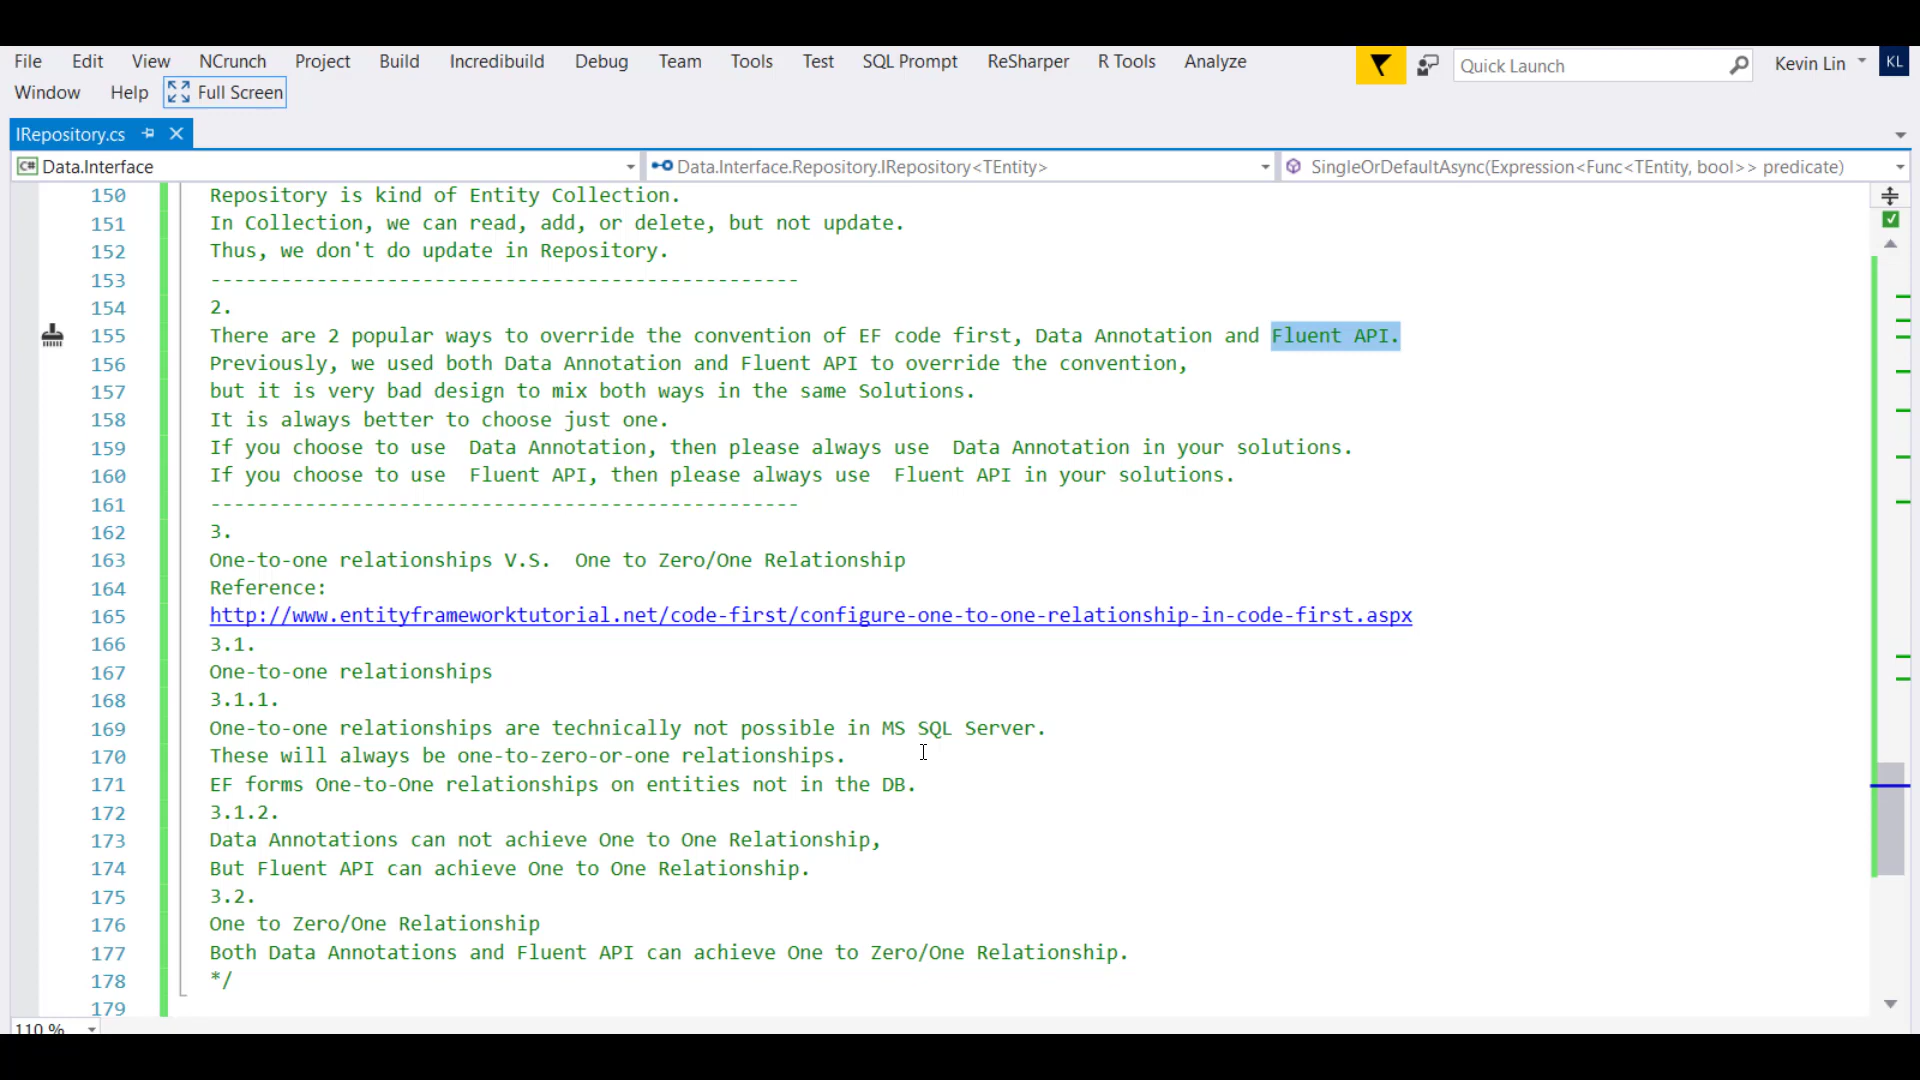 File Edit View NCrunch Project Build Incredibuild Debug Team Tools Test SQL Prompt ReSharper R Tools Analyze Quick Launch Kevin Lin KL
Window Help Full Screen
IRepository.cs
C# Data.Interface Data.Interface.Repository.IRepository<TEntity> SingleOrDefaultAsync(Expression<Func<TEntity, bool>> predicate)
150 Repository is kind of Entity Collection.
151 In Collection, we can read, add, or delete, but not update.
152 Thus, we don't do update in Repository.
153 --------------------------------------------------
154 2.
155 There are 2 popular ways to override the convention of EF code first, Data Annotation and Fluent API.
156 Previously, we used both Data Annotation and Fluent API to override the convention,
157 but it is very bad design to mix both ways in the same Solutions.
158 It is always better to choose just one.
159 If you choose to use  Data Annotation, then please always use  Data Annotation in your solutions.
160 If you choose to use  Fluent API, then please always use  Fluent API in your solutions.
161 --------------------------------------------------
162 3.
163 One-to-one relationships V.S.  One to Zero/One Relationship
164 Reference:
165 http://www.entityframeworktutorial.net/code-first/configure-one-to-one-relationship-in-code-first.aspx
166 3.1.
167 One-to-one relationships
168 3.1.1.
169 One-to-one relationships are technically not possible in MS SQL Server.
170 These will always be one-to-zero-or-one relationships.
171 EF forms One-to-One relationships on entities not in the DB.
172 3.1.2.
173 Data Annotations can not achieve One to One Relationship,
174 But Fluent API can achieve One to One Relationship.
175 3.2.
176 One to Zero/One Relationship
177 Both Data Annotations and Fluent API can achieve One to Zero/One Relationship.
178 */
179
110 %